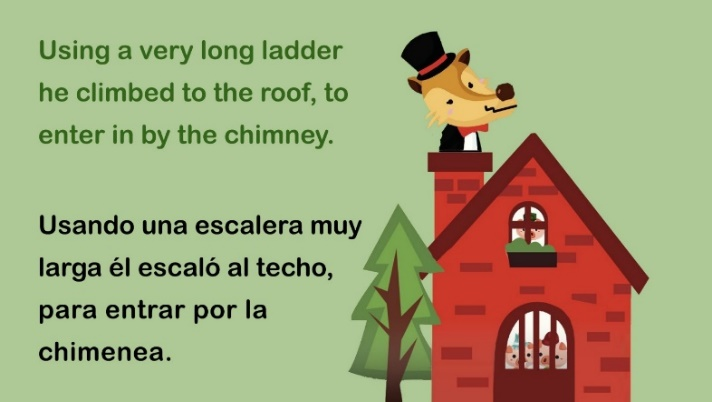 Using a very long ladder
he climbed to the roof, to
enter in by the chimney.
Usando una escalera muy
larga él escaló al techo,
para entrar por la
chimenea.